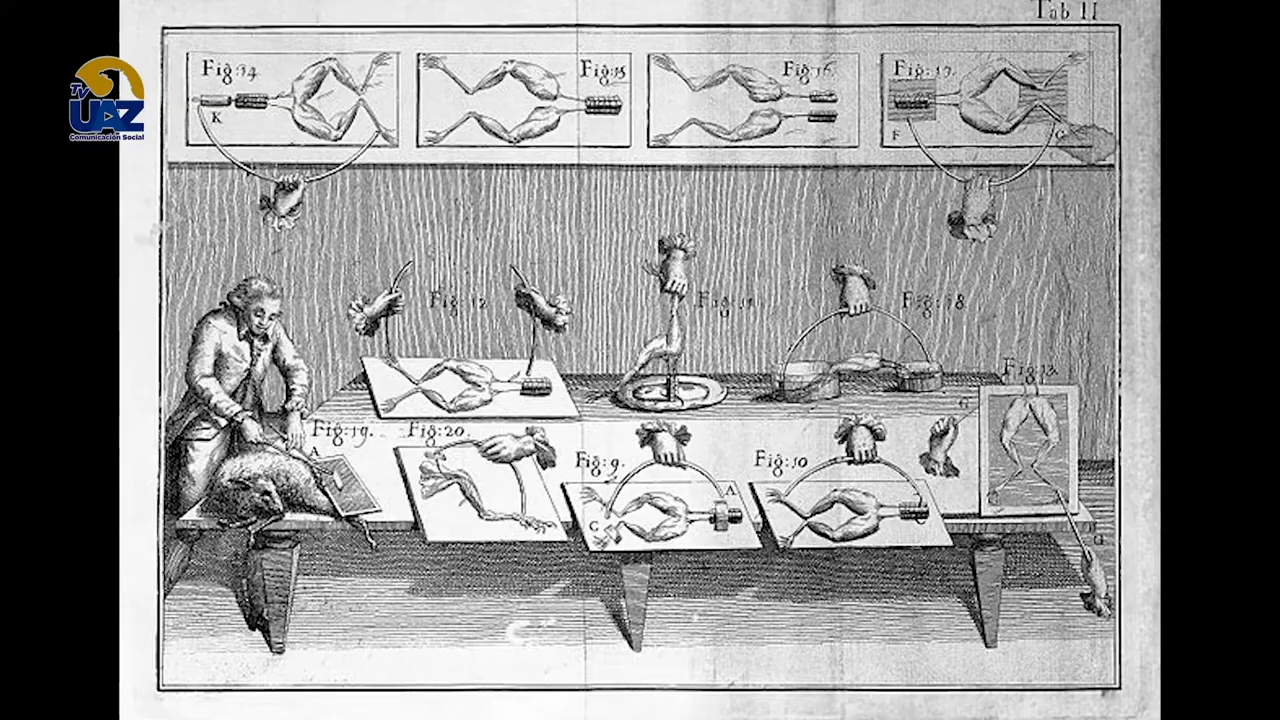 Tab II
TV
UAZ
Comunicación Social
Fig: 14
Fig: 15
Fig: 16.
Fig: 17.
K
F
G
Fig: 12
Fig: 11
Fig: 18
Fig: 13
G
Fig: 19.
Fig: 20.
A
Fig: 9.
Fig: 10
A
C
G